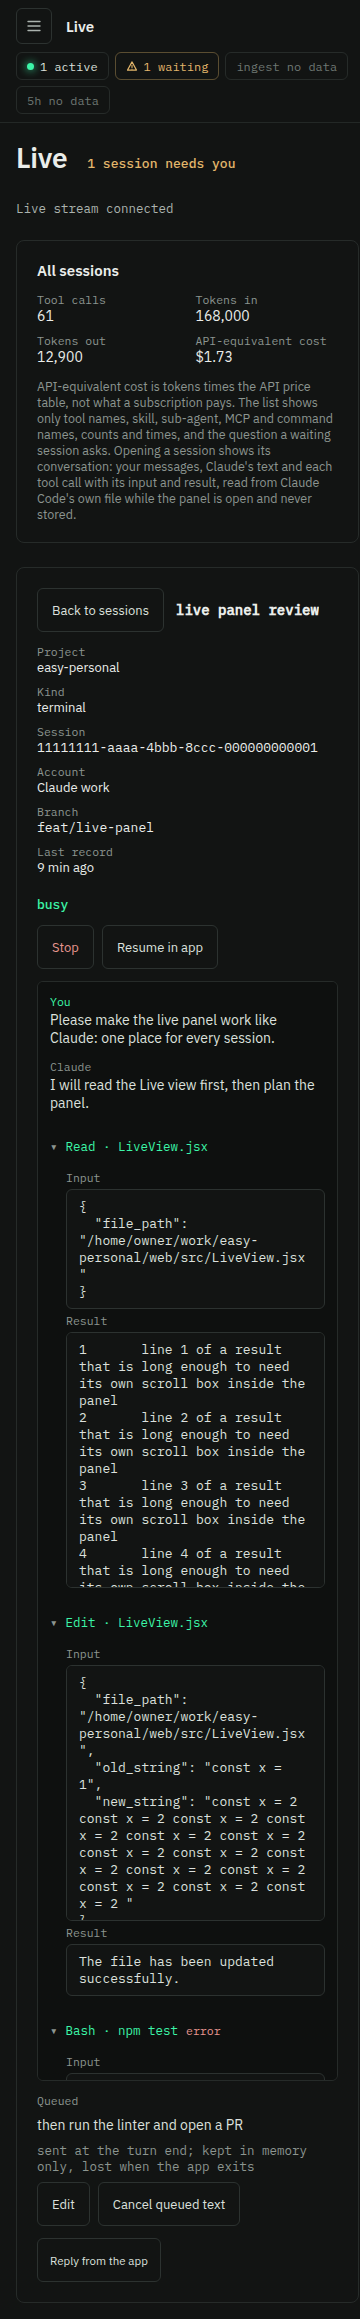 Live
1 active
1 waiting
ingest no data
5h no data
Live
1 session needs you
Live stream connected
All sessions
Tool calls
61
Tokens in
168,000
Tokens out
12,900
API-equivalent cost
$1.73
API-equivalent cost is tokens times the API price
table, not what a subscription pays. The list shows
only tool names, skill, sub-agent, MCP and command
names, counts and times, and the question a waiting
session asks. Opening a session shows its
conversation: your messages, Claude's text and each
tool call with its input and result, read from Claude
Code's own file while the panel is open and never
stored.
Back to sessions
live panel review
Project
easy-personal
Kind
terminal
Session
11111111-aaaa-4bbb-8ccc-000000000001
Account
Claude work
Branch
feat/live-panel
Last record
9 min ago
busy
Stop
Resume in app
You
Please make the live panel work like
Claude: one place for every session.
Claude
I will read the Live view first, then plan the
panel.
▾ Read · LiveView.jsx
Input
{
"file_path":
"/home/owner/work/easy-
personal/web/src/LiveView.jsx
"
}
Result
1 line 1 of a result
that is long enough to need
its own scroll box inside the
panel
2 line 2 of a result
that is long enough to need
its own scroll box inside the
panel
3 line 3 of a result
that is long enough to need
its own scroll box inside the
panel
4 line 4 of a result
that is long enough to need
its own scroll box inside the
▾ Edit · LiveView.jsx
Input
{
"file_path":
"/home/owner/work/easy-
personal/web/src/LiveView.jsx
",
"old_string": "const x =
1",
"new_string": "const x = 2
const x = 2 const x = 2 const
x = 2 const x = 2 const x = 2
const x = 2 const x = 2 const
x = 2 const x = 2 const x = 2
const x = 2 const x = 2 const
x = 2 "
}
Result
The file has been updated
successfully.
▾ Bash · npm test error
Input
Queued
then run the linter and open a PR
sent at the turn end; kept in memory
only, lost when the app exits
Edit
Cancel queued text
Reply from the app